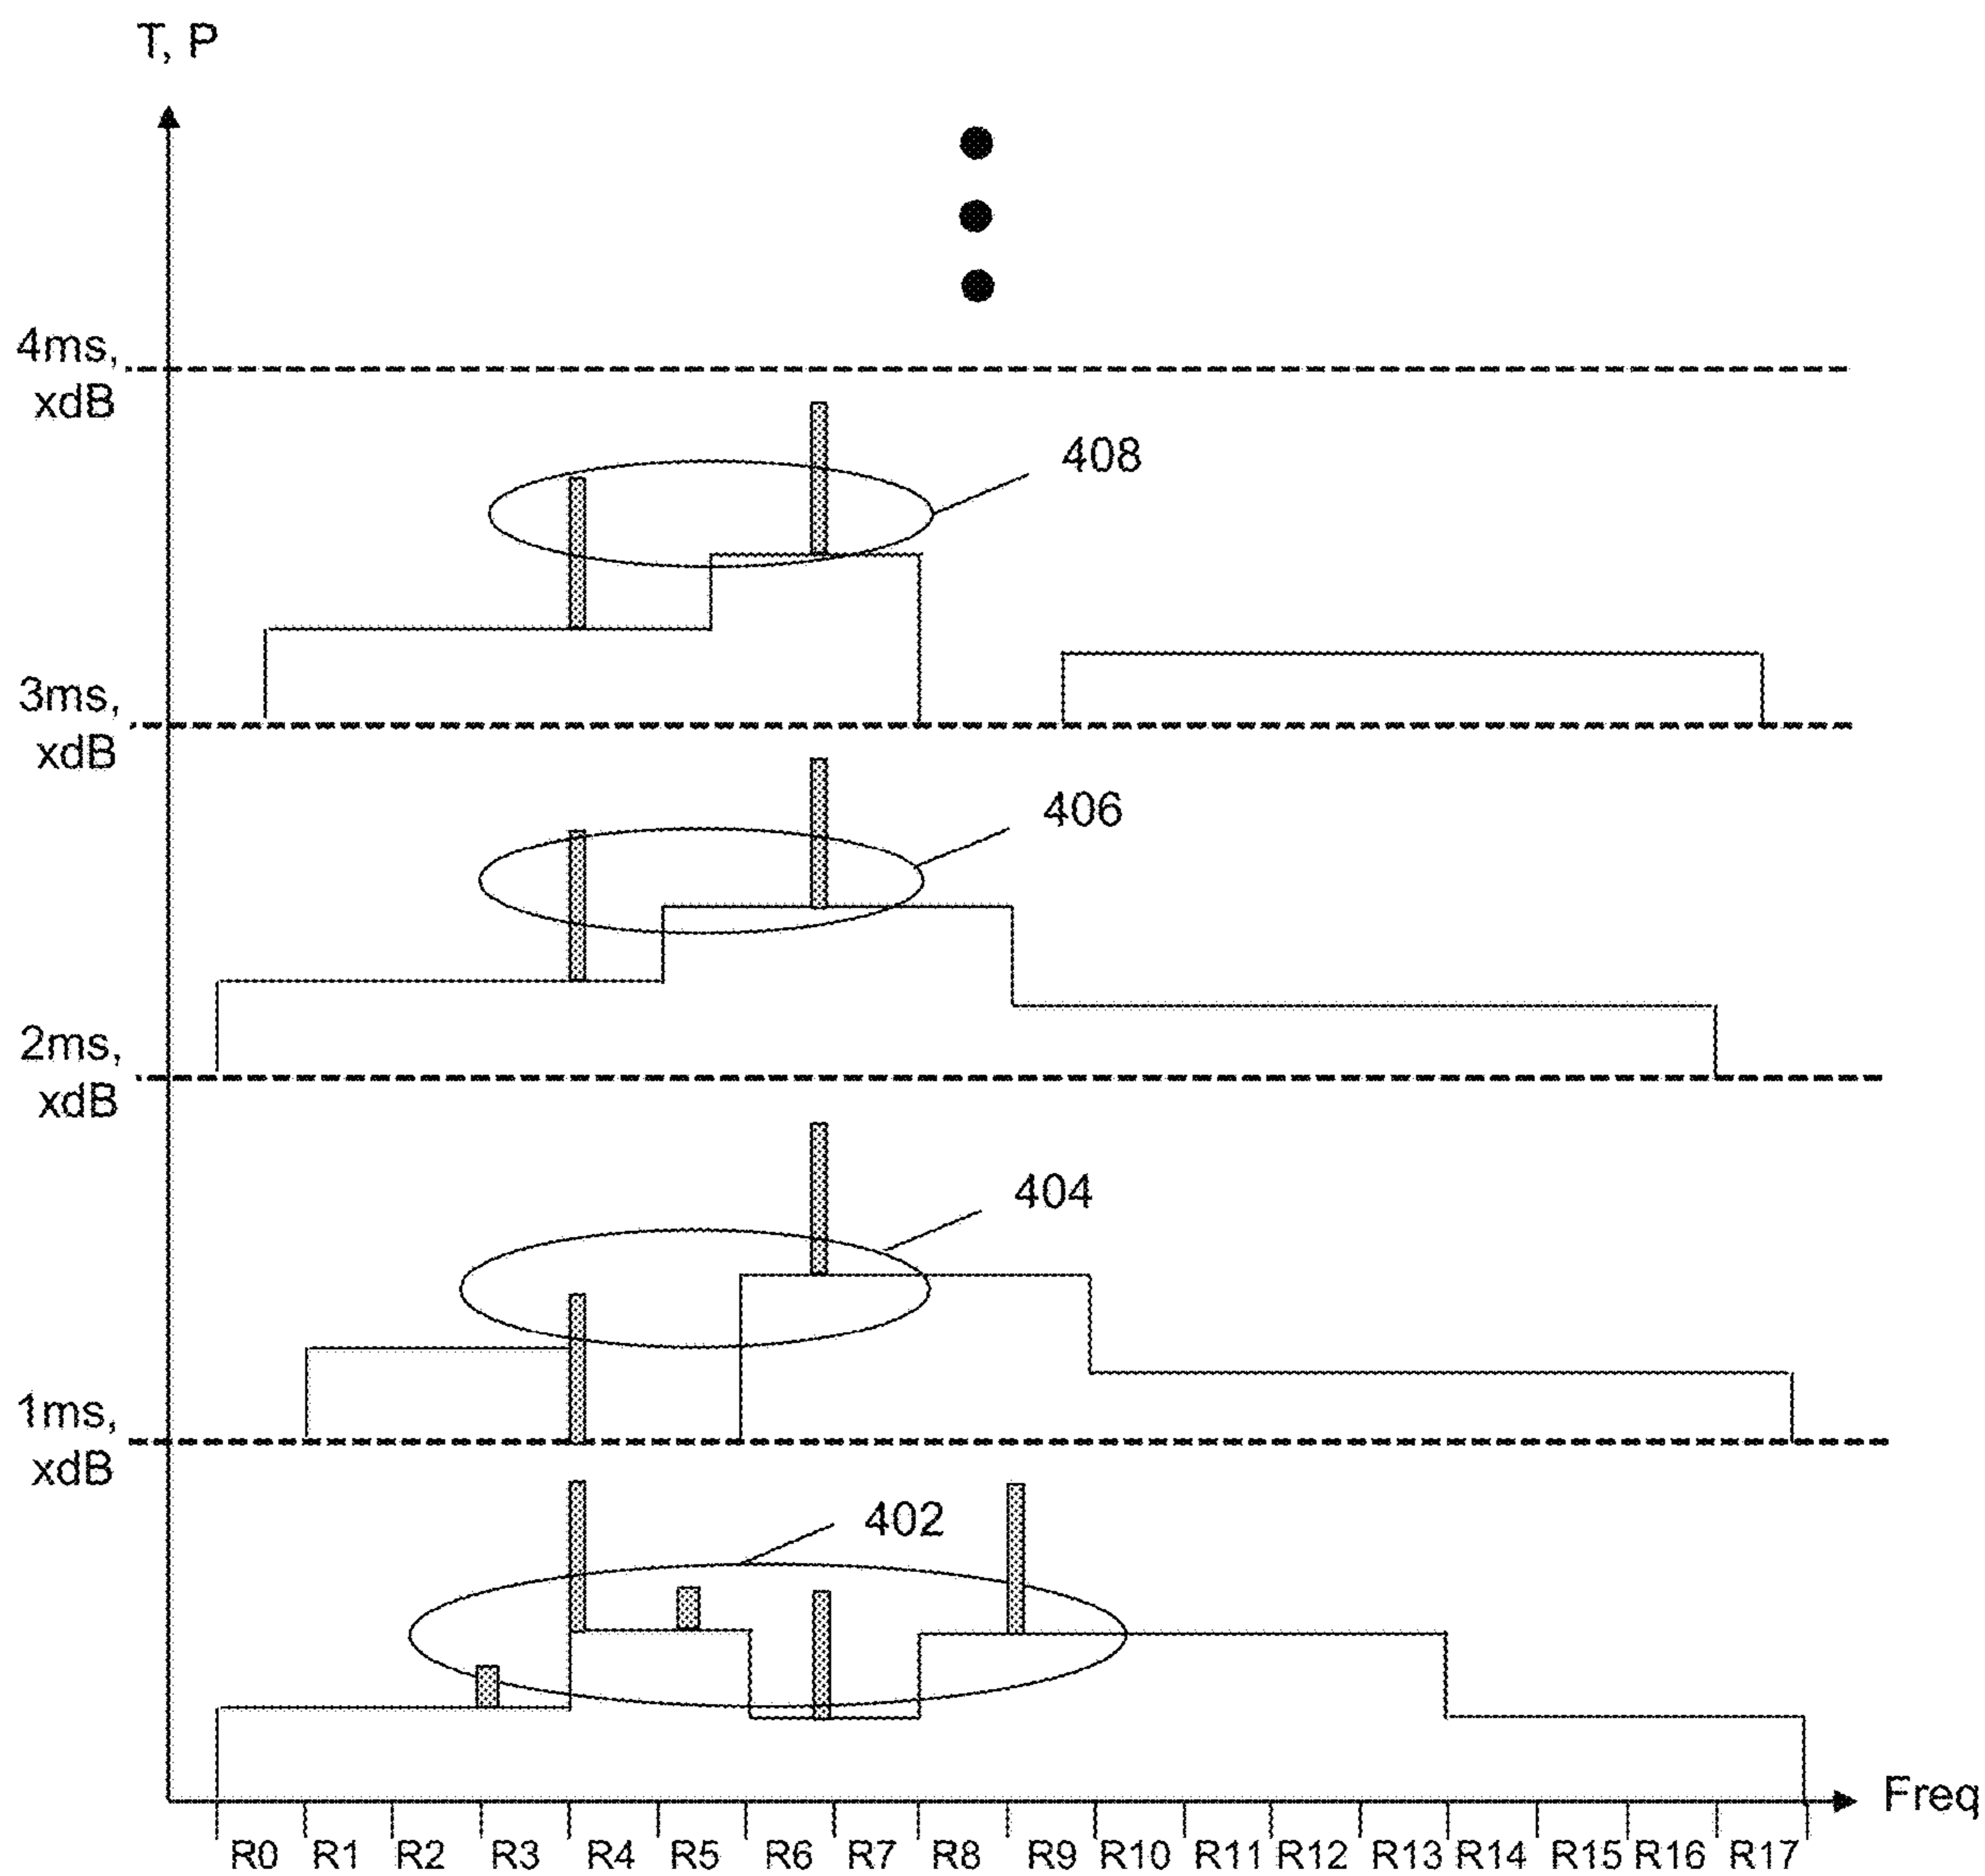 T, P
4ms,
xdB
408
3ms,
xdB
406
2ms,
xdB
404
1ms,
xdB
402
Freq
R0 R1 R2 R3 R4 R5 R6 R7 R8 R9 R10 R11 R12 R13 R14 R15 R16 R17